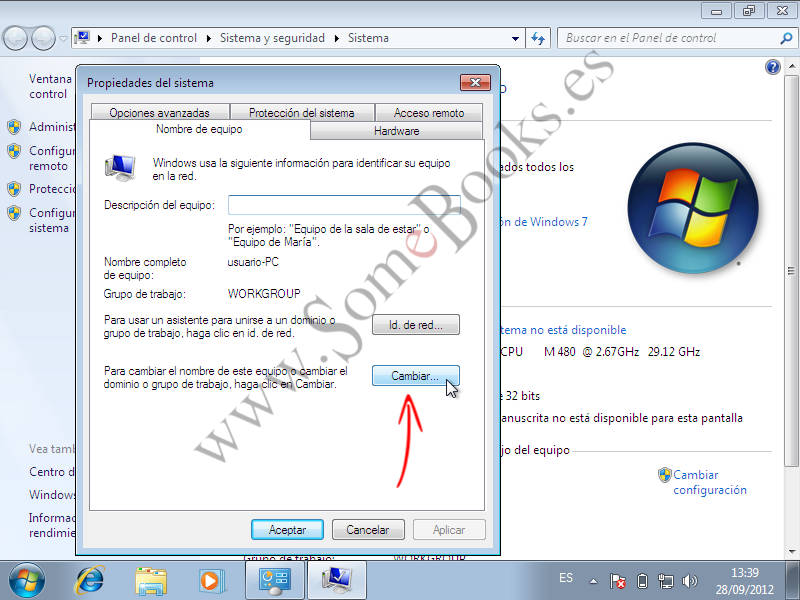 Panel de control
Sistema y seguridad
Sistema
Buscar en el Panel de control
Ventana
control
Administ
Configur
remoto
Protecci
Configur
sistema
Propiedades del sistema
Opciones avanzadas
Protección del sistema
Acceso remoto
Nombre de equipo
Hardware
Windows usa la siguiente información para identificar su equipo
en la red.
Descripción del equipo:
Por ejemplo: "Equipo de la sala de estar" o
"Equipo de María".
Nombre completo
de equipo:
usuario-PC
Grupo de trabajo:
WORKGROUP
Para usar un asistente para unirse a un dominio o
grupo de trabajo, haga clic en id. de red.
Id. de red...
Para cambiar el nombre de este equipo o cambiar el
dominio o grupo de trabajo, haga clic en Cambiar.
Cambiar...
Aceptar
Cancelar
Aplicar
ados todos los
ón de Windows 7
tema no está disponible
CPU M 480 @ 2.67GHz 29.12 GHz
e 32 bits
anuscrita no está disponible para esta pantalla
jo del equipo
Cambiar
configuración
Vea tamb
Centro d
Windows
Informac
rendimie
Grupo de trabajo:
WORKGROUP
www.SomeBooks.es
ES
13:39
28/09/2012